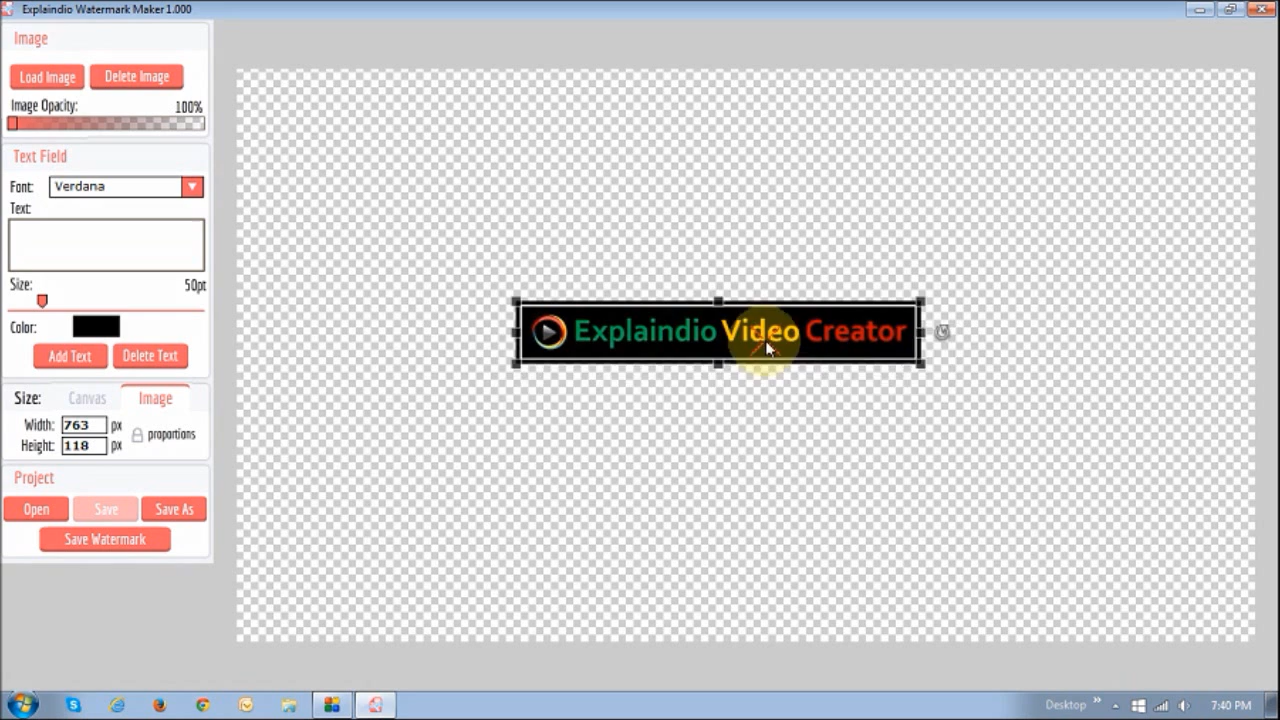 Explaindio Watermark Maker 1.000
Image
Load Image Delete Image
Image Opacity: 100%
Text Field
Font: Verdana
Text:
Size: 50pt
Color:
Add Text Delete Text
Size: Canvas Image
Width: 763 px
Height: 118 px
proportions
Project
Open Save Save As
Save Watermark
Explaindio Video Creator
Desktop
7:40 PM